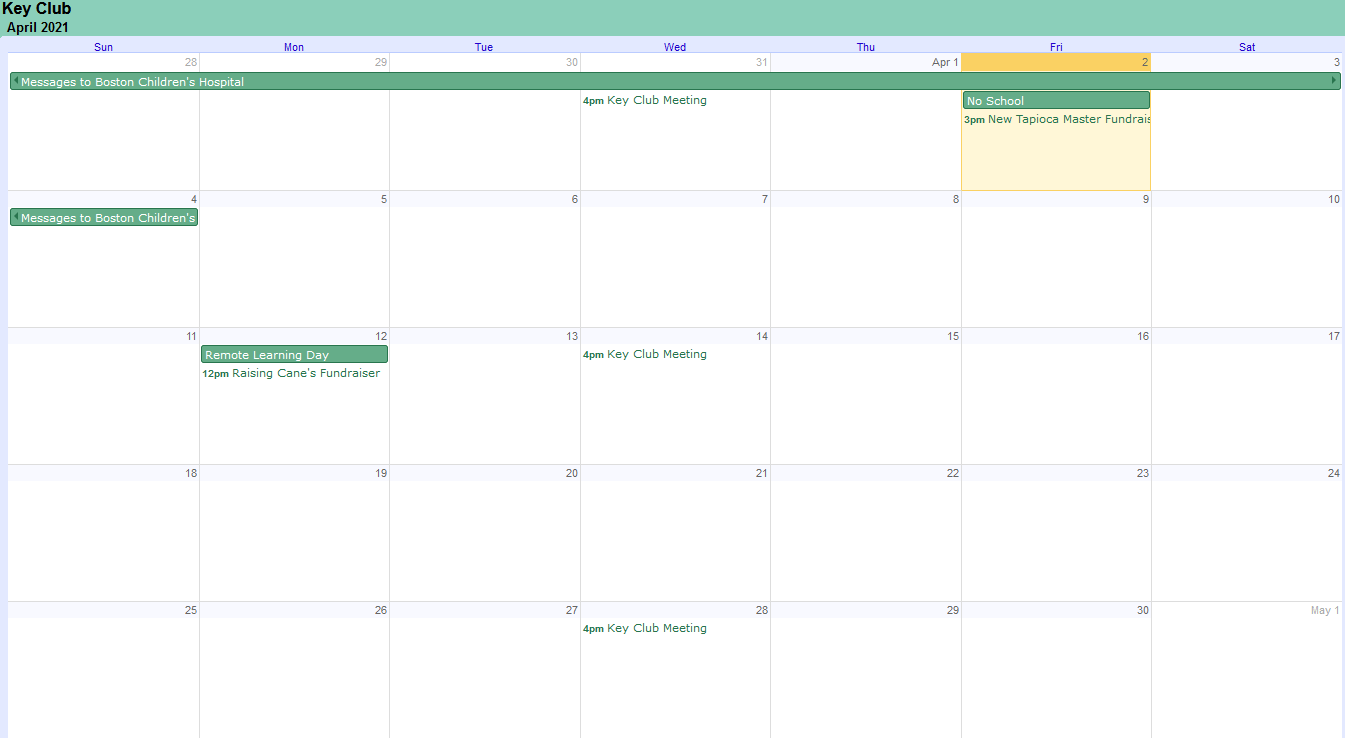 Key Club
April 2021
Sun Mon Tue Wed Thu Fri Sat
28 29 30 31 Apr 1 2 3
Messages to Boston Children's Hospital
4pm Key Club Meeting No School
3pm New Tapioca Master Fundrais
4 5 6 7 8 9 10
Messages to Boston Children's
11 12 13 14 15 16 17
Remote Learning Day 4pm Key Club Meeting
12pm Raising Cane's Fundraiser
18 19 20 21 22 23 24
25 26 27 28 29 30 May 1
4pm Key Club Meeting